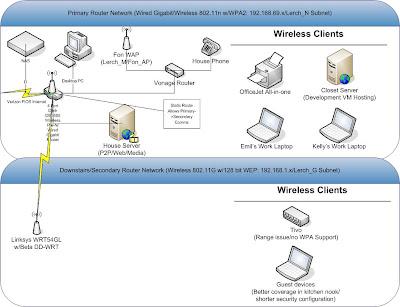 Primary Router Network (Wired Gigabit/Wireless 802.11n w/WPA2: 192.168.69.x/Lerch_N Subnet)
Wireless Clients
NAS
Desktop PC
Fon WAP
(Lerch_M/Fon_AP)
House Phone
Vonage Router
OfficeJet All-in-one
Closet Server
(Development VM Hosting)
Verizon FIOS Internet
Wired
Gigabit
Static Route
Allows Primary-
>Secondary
Comms
House Server
(P2P/Web/Media)
Emil's Work Laptop
Kelly's Work Laptop
Downstairs/Secondary Router Network (Wireless 802.11G w/128 bit WEP: 192.168.1.x/Lerch_G Subnet)
Wireless Clients
Tivo
(Range issue/no WPA Support)
Linksys WRT54GL
w/Beta DD-WRT
Guest devices
(Better coverage in kitchen nook/
shorter security configuration)